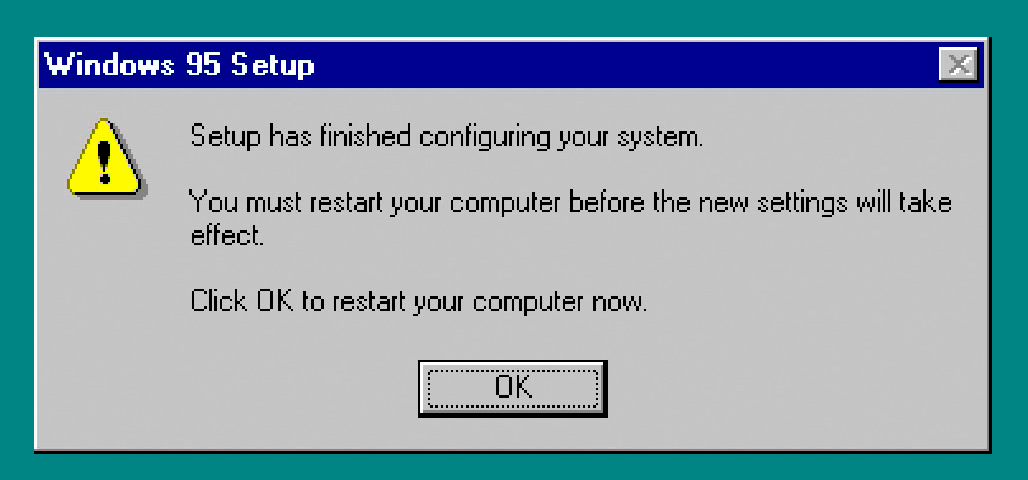 Windows 95 Setup
Setup has finished configuring your system.
You must restart your computer before the new settings will take
effect.
Click OK to restart your computer now.
OK